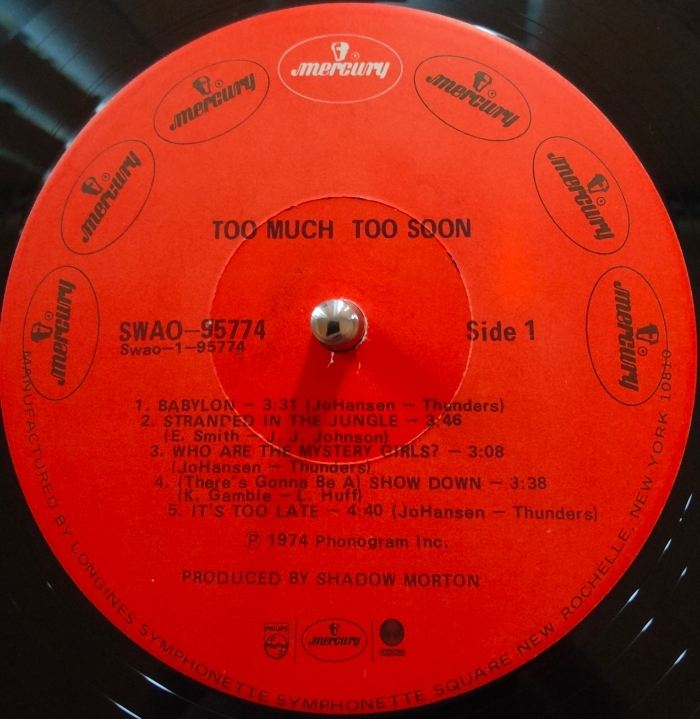 mercury
mercury
mercury
mercury
mercury
mercury
mercury
TOO MUCH TOO SOON
SWAO—95774
Swao-1-95774
Side 1
1. BABYLON — 3:31 (JoHansen — Thunders)
2. STRANDED IN THE JUNGLE — 3:46
(E. Smith — J. J. Johnson)
3. WHO ARE THE MYSTERY GIRLS? — 3:08
(JoHansen — Thunders)
4. (There's Gonna Be A) SHOW DOWN — 3:38
(K. Gamble — L. Huff)
5. IT'S TOO LATE — 4:40 (JoHansen — Thunders)
Ⓟ 1974 Phonogram Inc.
PRODUCED BY SHADOW MORTON
PHILIPS
mercury
MANUFACTURED BY LONGINES SYMPHONETTE SYMPHONETTE SQUARE NEW ROCHELLE, NEW YORK 10810